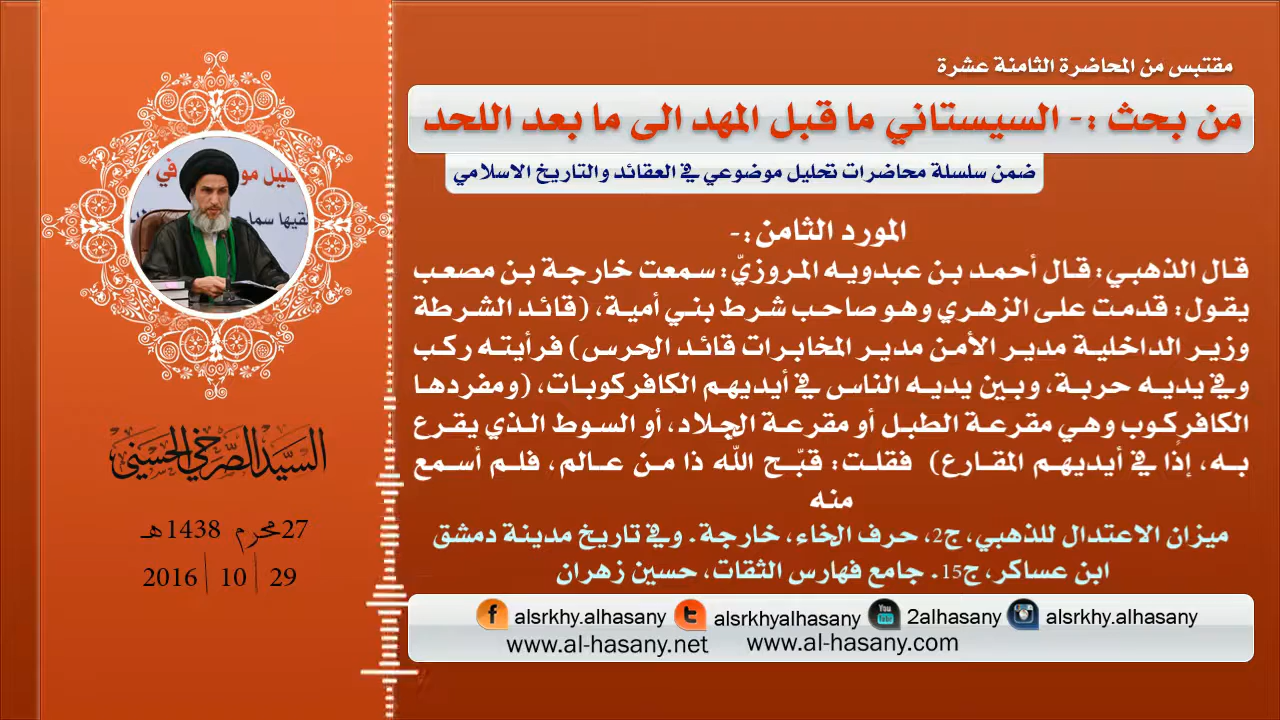 مقتبس من المحاضرة الثامنة عشرة
من بحث :- السيستاني ما قبل المهد الى ما بعد اللحد
ضمن سلسلة محاضرات تحليل موضوعي في العقائد والتاريخ الاسلامي
المورد الثامن:-
قال الذهبي: قال أحمد بن عبدويه المروزيّ: سمعت خارجة بن مصعب
يقول: قدمت على الزهري وهو صاحب شرط بني أمية، (قائد الشرطة
وزير الداخلية مدير الأمن مدير المخابرات قائد الحرس) فرأيته ركب
وفي يديه حربة، وبين يديه الناس في أيديهم الكافركوبات، (ومفردها
الكافركوب وهي مقرعة الطبل أو مقرعة الجلاد، أو السوط الذي يقرع
به، إذًا في أيديهم المقارع) فقلت: قبّح اللّه ذا من عالم، فلم أسمع
منه
ميزان الاعتدال للذهبي، ج2، حرف الخاء، خارجة. وفي تاريخ مدينة دمشق
ابن عساكر، ج15. جامع فهارس الثقات، حسين زهران
السيد الصرخي الحسني
27 محرم 1438هـ
29 | 10 | 2016
alsrkhy.alhasany alsrkhyalhasany You Tube 2alhasany alsrkhy.alhasany
www.al-hasany.net www.al-hasany.com